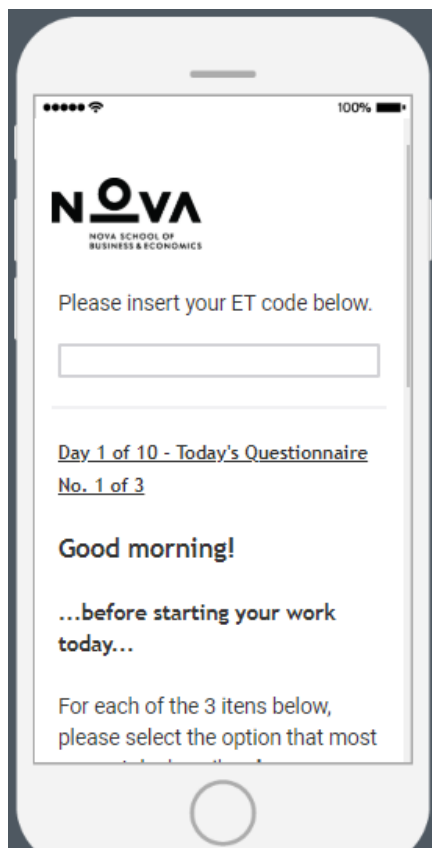 100%
NOVA
NOVA SCHOOL OF
BUSINESS & ECONOMICS
Please insert your ET code below.
Day 1 of 10 - Today's Questionnaire
No. 1 of 3
Good morning!
...before starting your work
today...
For each of the 3 itens below,
please select the option that most